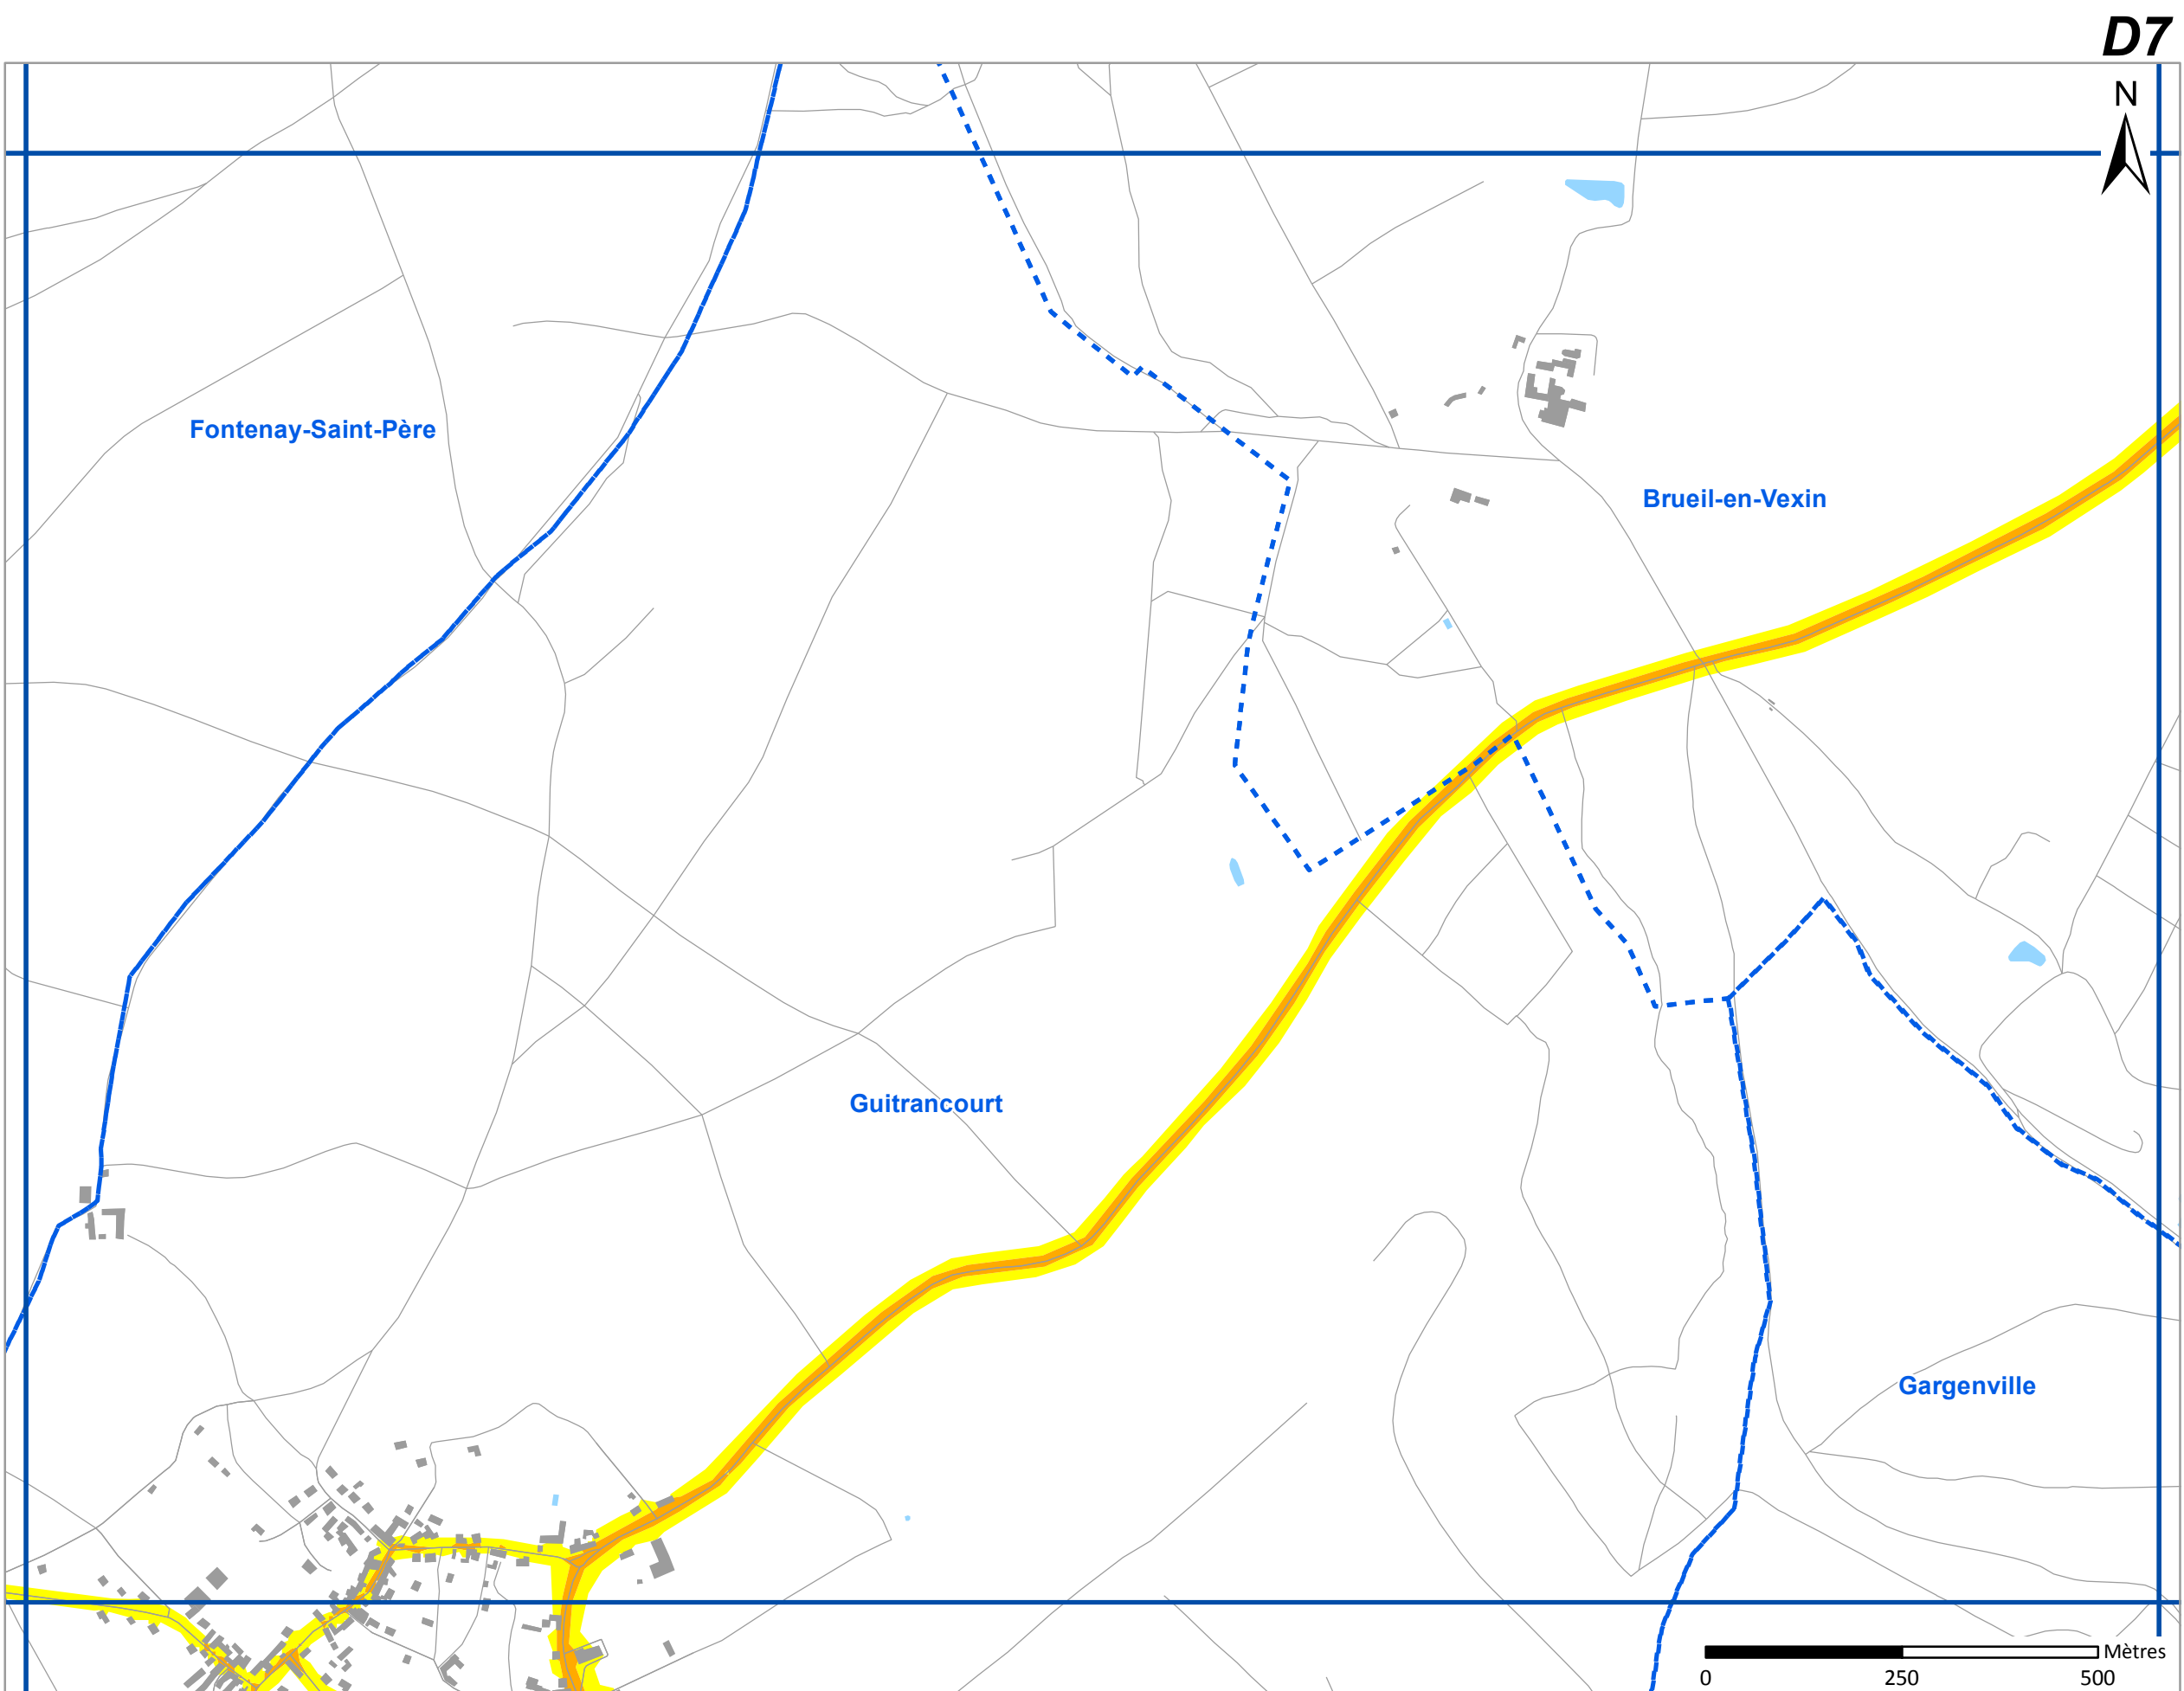 D7
N
Fontenay-Saint-Père
Brueil-en-Vexin
Guitrancourt
Gargenville
Mètres
0 250 500